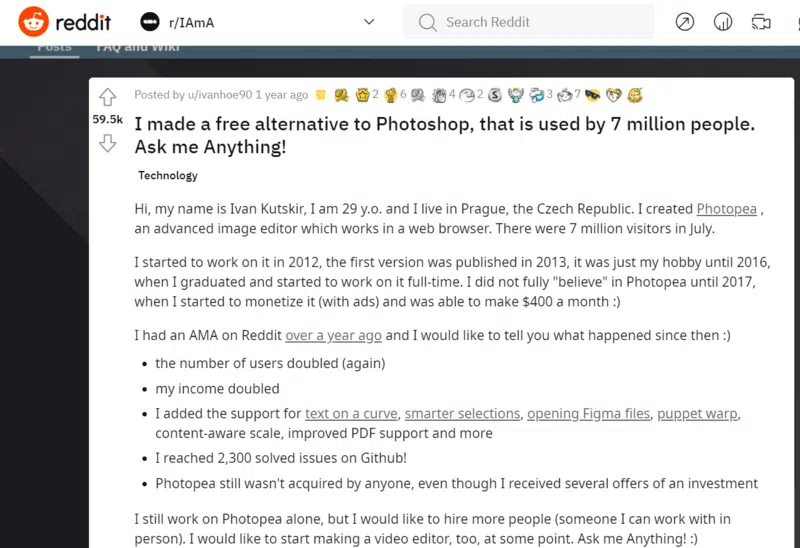 reddit r/IAmA Search Reddit
Posts FAQ and Wiki
Posted by u/ivanhoe90 1 year ago 2 6 4 2 3 7
59.5k
I made a free alternative to Photoshop, that is used by 7 million people.
Ask me Anything!
Technology
Hi, my name is Ivan Kutskir, I am 29 y.o. and I live in Prague, the Czech Republic. I created Photopea ,
an advanced image editor which works in a web browser. There were 7 million visitors in July.
I started to work on it in 2012, the first version was published in 2013, it was just my hobby until 2016,
when I graduated and started to work on it full-time. I did not fully "believe" in Photopea until 2017,
when I started to monetize it (with ads) and was able to make $400 a month :)
I had an AMA on Reddit over a year ago and I would like to tell you what happened since then :)
• the number of users doubled (again)
• my income doubled
• I added the support for text on a curve, smarter selections, opening Figma files, puppet warp,
content-aware scale, improved PDF support and more
• I reached 2,300 solved issues on Github!
• Photopea still wasn't acquired by anyone, even though I received several offers of an investment
I still work on Photopea alone, but I would like to hire more people (someone I can work with in
person). I would like to start making a video editor, too, at some point. Ask me Anything! :)